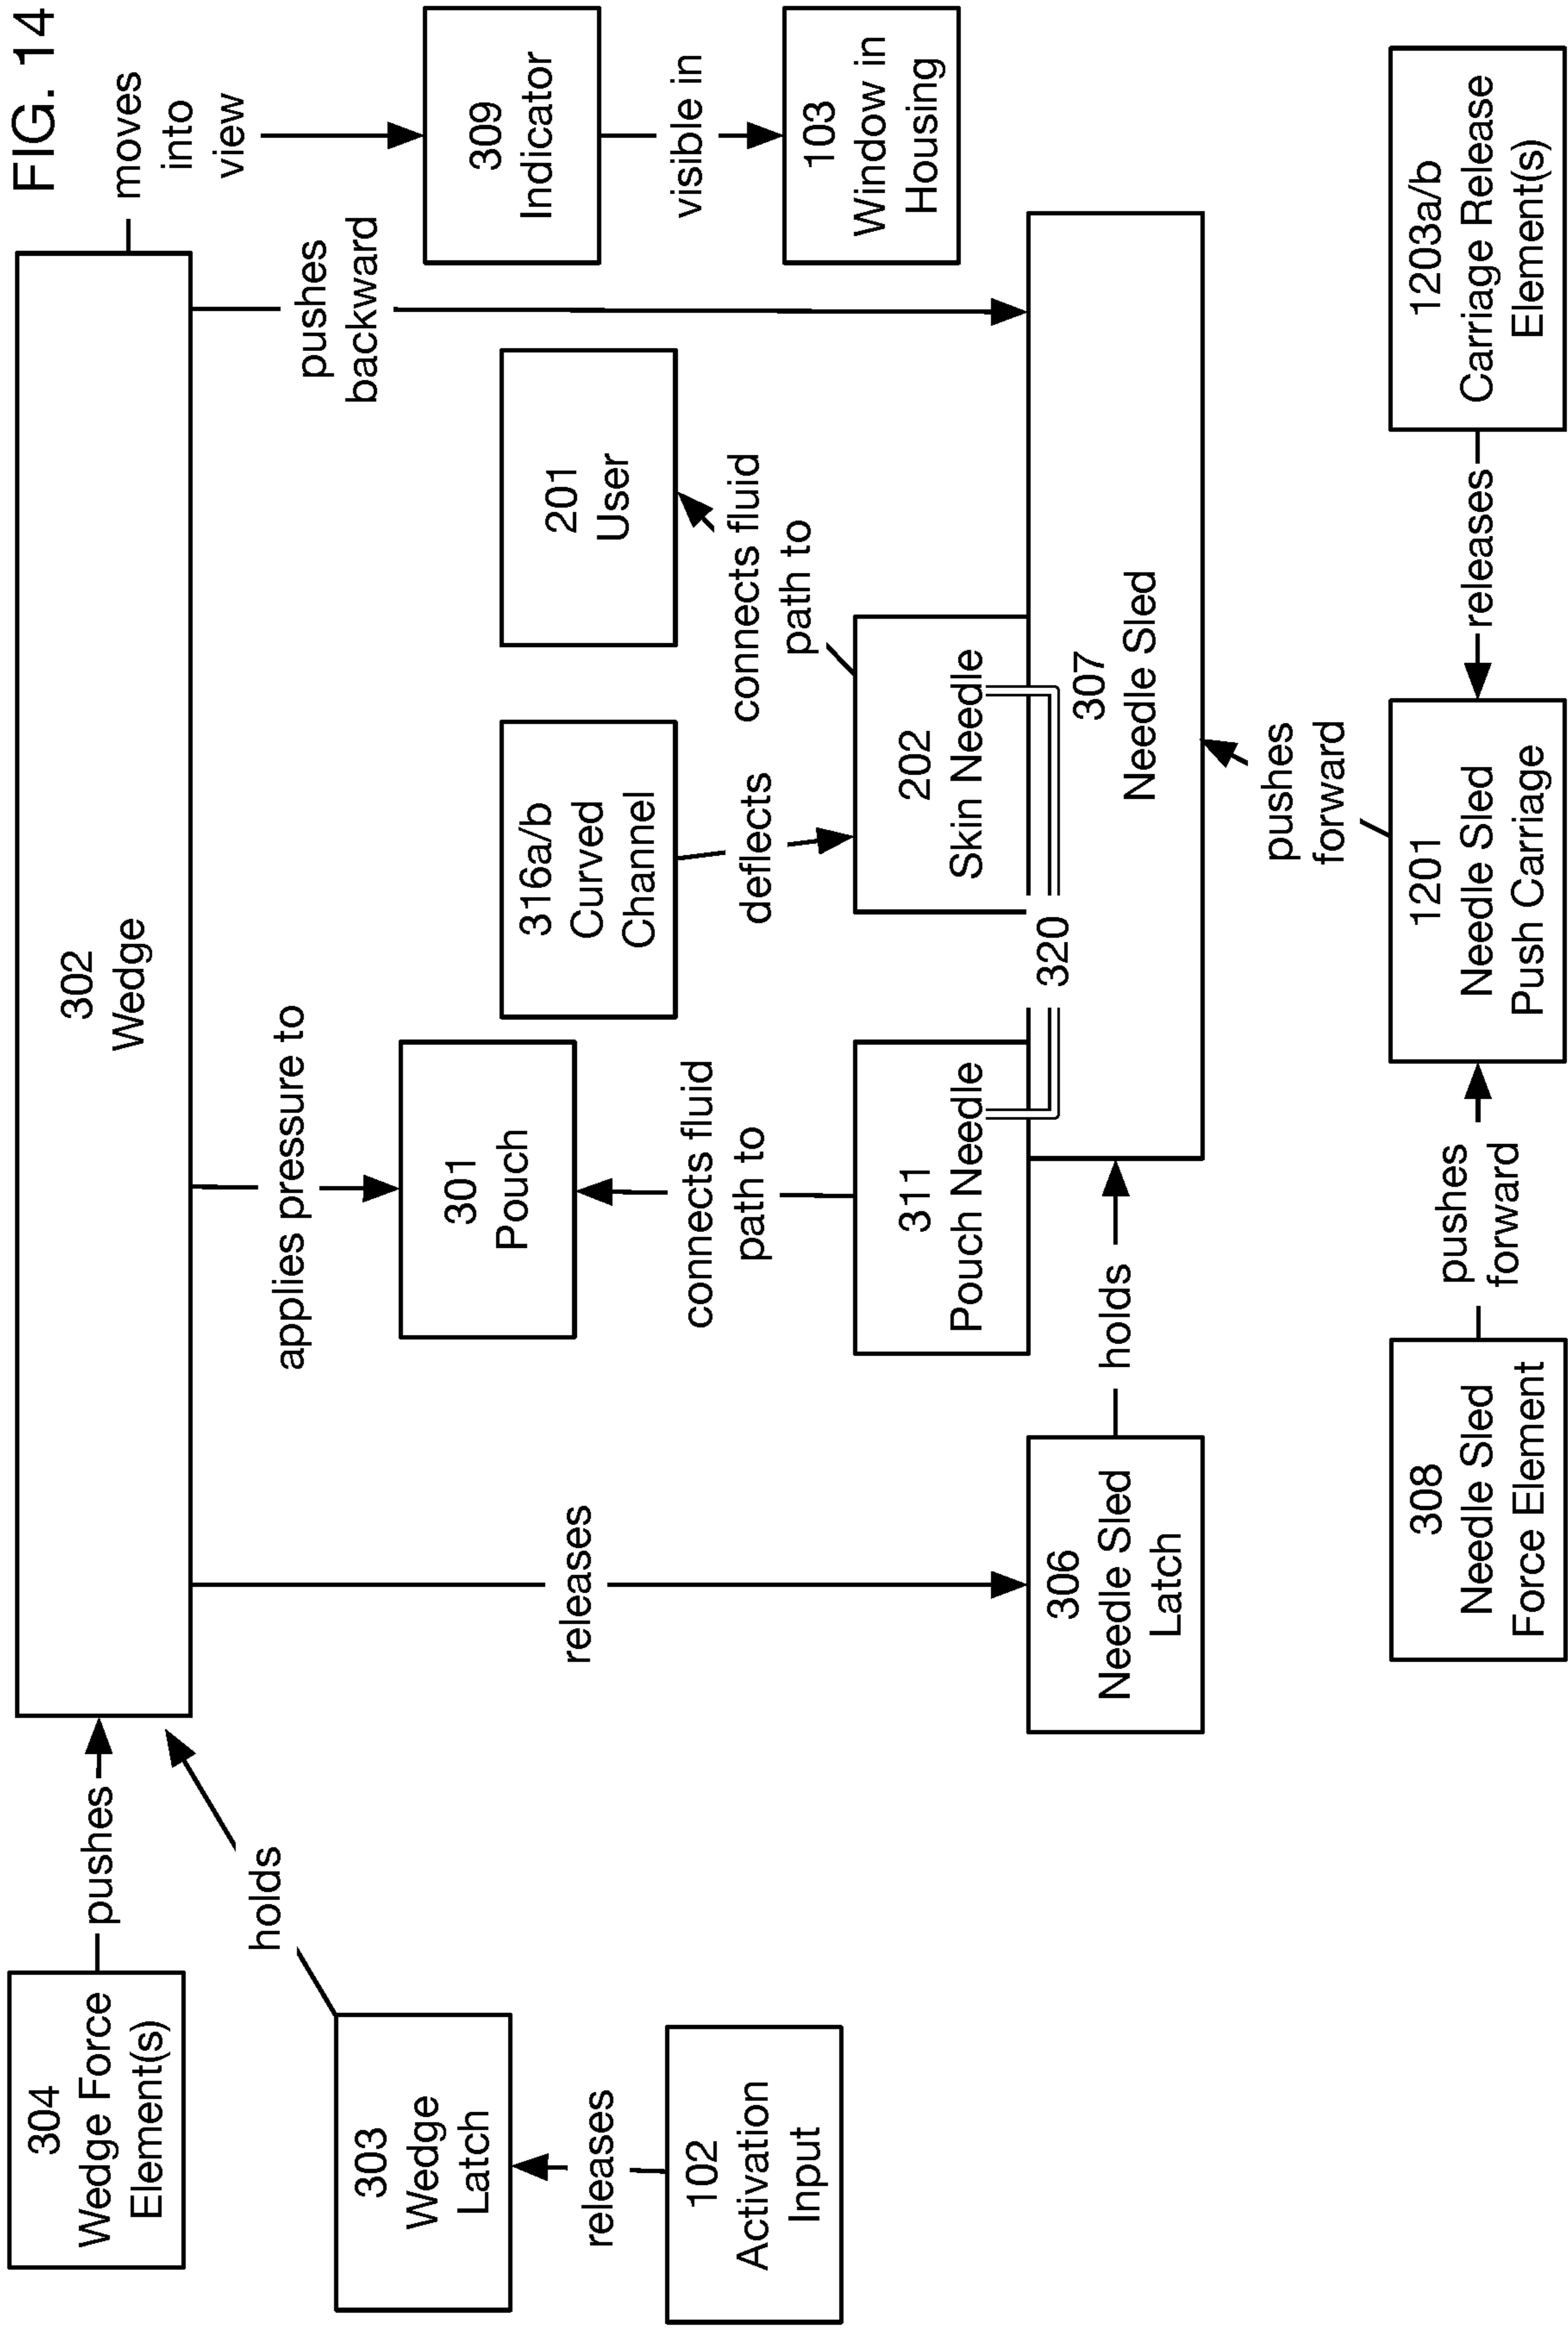 FIG. 14
304
Wedge Force
Element(s)
pushes
302
Wedge
moves
into
view
holds
303
Wedge
Latch
releases
102
Activation
Input
releases
applies pressure to
301
Pouch
connects fluid
path to
316a/b
Curved
Channel
deflects
201
User
connects fluid
path to
pushes
backward
309
Indicator
visible in
103
Window in
Housing
306
Needle Sled
Latch
holds
311
Pouch Needle
320
202
Skin Needle
307
Needle Sled
308
Needle Sled
Force Element
pushes
forward
1201
Needle Sled
Push Carriage
pushes
forward
releases
1203a/b
Carriage Release
Element(s)